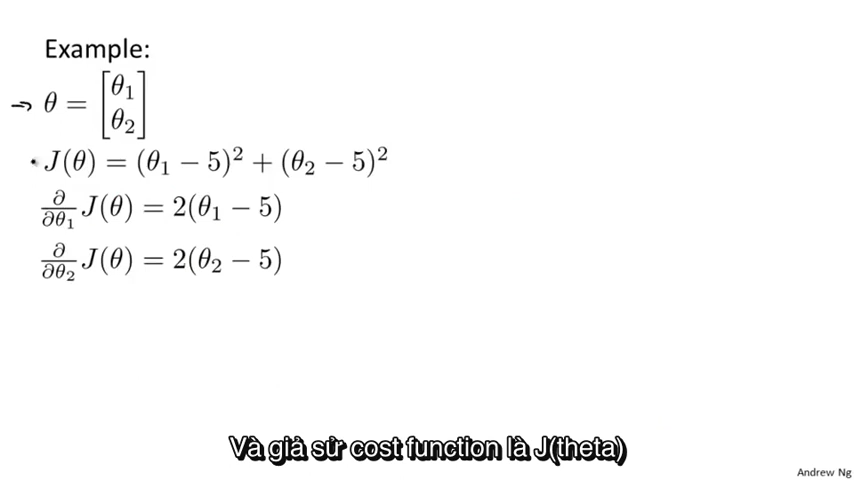 Example:
→ θ = [θ₁ θ₂]
J(θ) = (θ₁ − 5)² + (θ₂ − 5)²
∂/∂θ₁ J(θ) = 2(θ₁ − 5)
∂/∂θ₂ J(θ) = 2(θ₂ − 5)
Và giả sử cost function là J(theta)
Andrew Ng